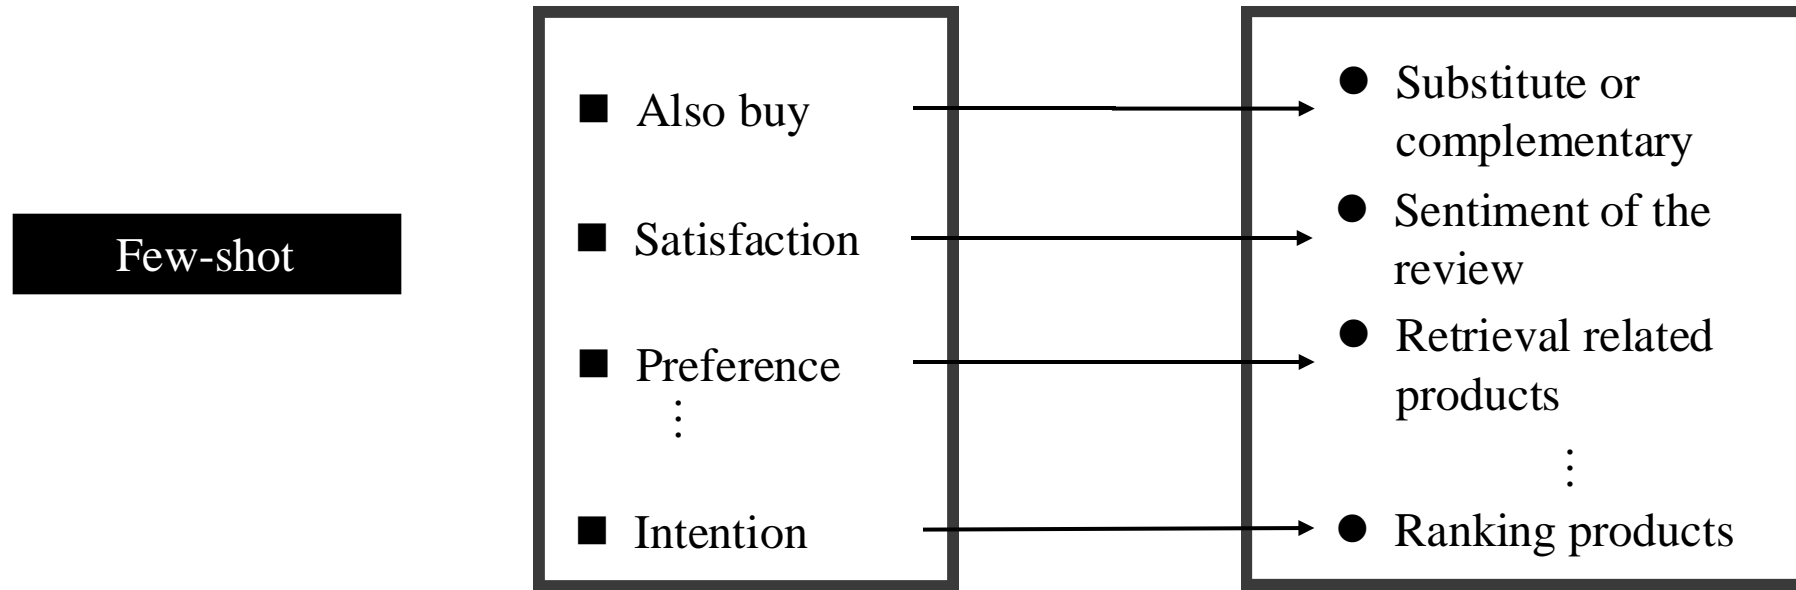 Few-shot
Also buy
Satisfaction
Preference
⋮
Intention
Substitute or
complementary
Sentiment of the
review
Retrieval related
products
⋮
Ranking products